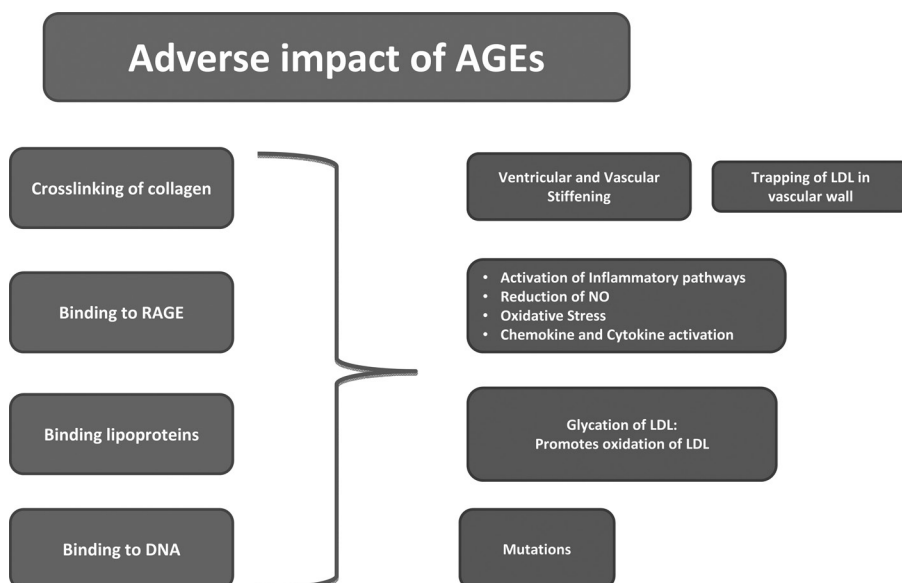 Adverse impact of AGEs
Crosslinking of collagen
Ventricular and Vascular
Stiffening
Trapping of LDL in
vascular wall
Binding to RAGE
• Activation of Inflammatory pathways
• Reduction of NO
• Oxidative Stress
• Chemokine and Cytokine activation
Binding lipoproteins
Glycation of LDL:
Promotes oxidation of LDL
Binding to DNA
Mutations